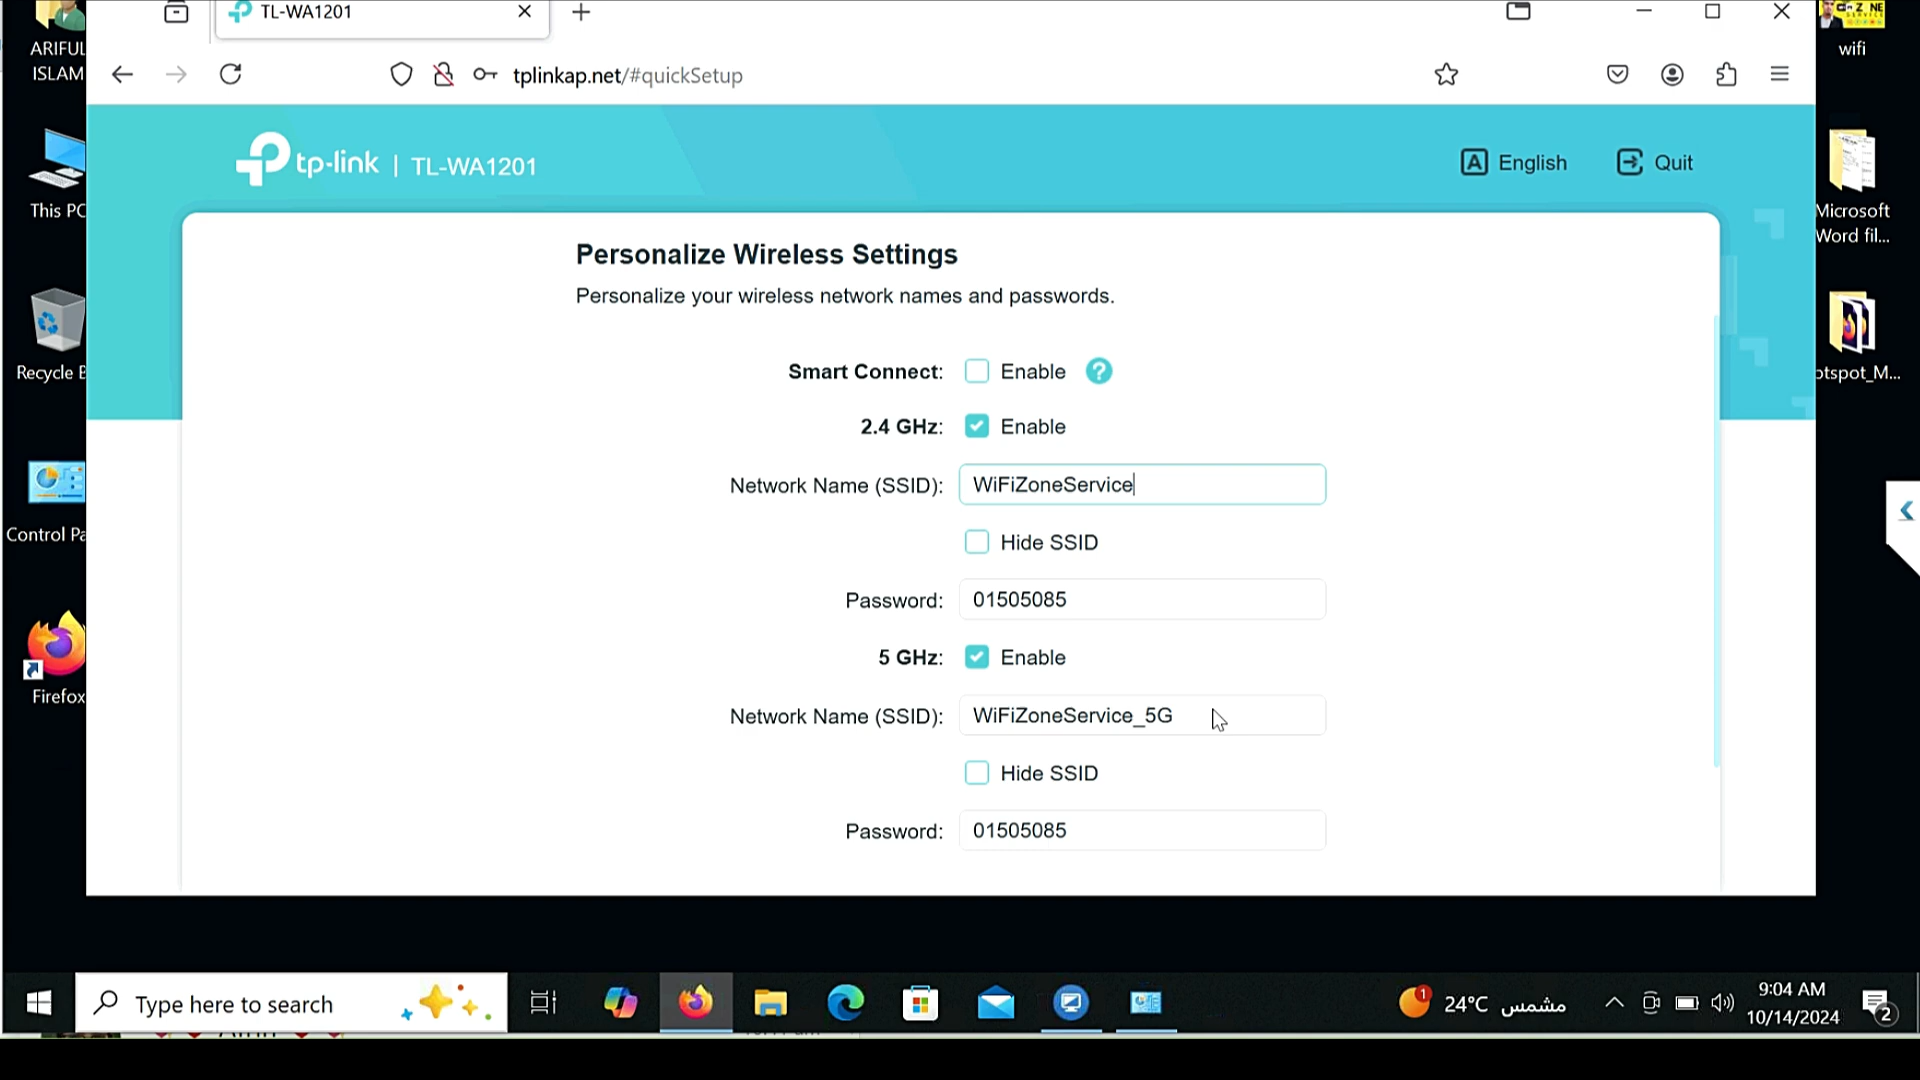 TL-WA1201
tplinkap.net/#quickSetup
tp-link | TL-WA1201
English
Quit
Personalize Wireless Settings
Personalize your wireless network names and passwords.
Smart Connect: Enable ?
2.4 GHz: Enable
Network Name (SSID): WiFiZoneService
Hide SSID
Password: 01505085
5 GHz: Enable
Network Name (SSID): WiFiZoneService_5G
Hide SSID
Password: 01505085
ARIFUL
ISLAM
This PC
Recycle B
Control Pa
Firefox
wifi
Microsoft
Word fil...
otspot_M...
Type here to search
1
24°C مشمس
9:04 AM
10/14/2024
2